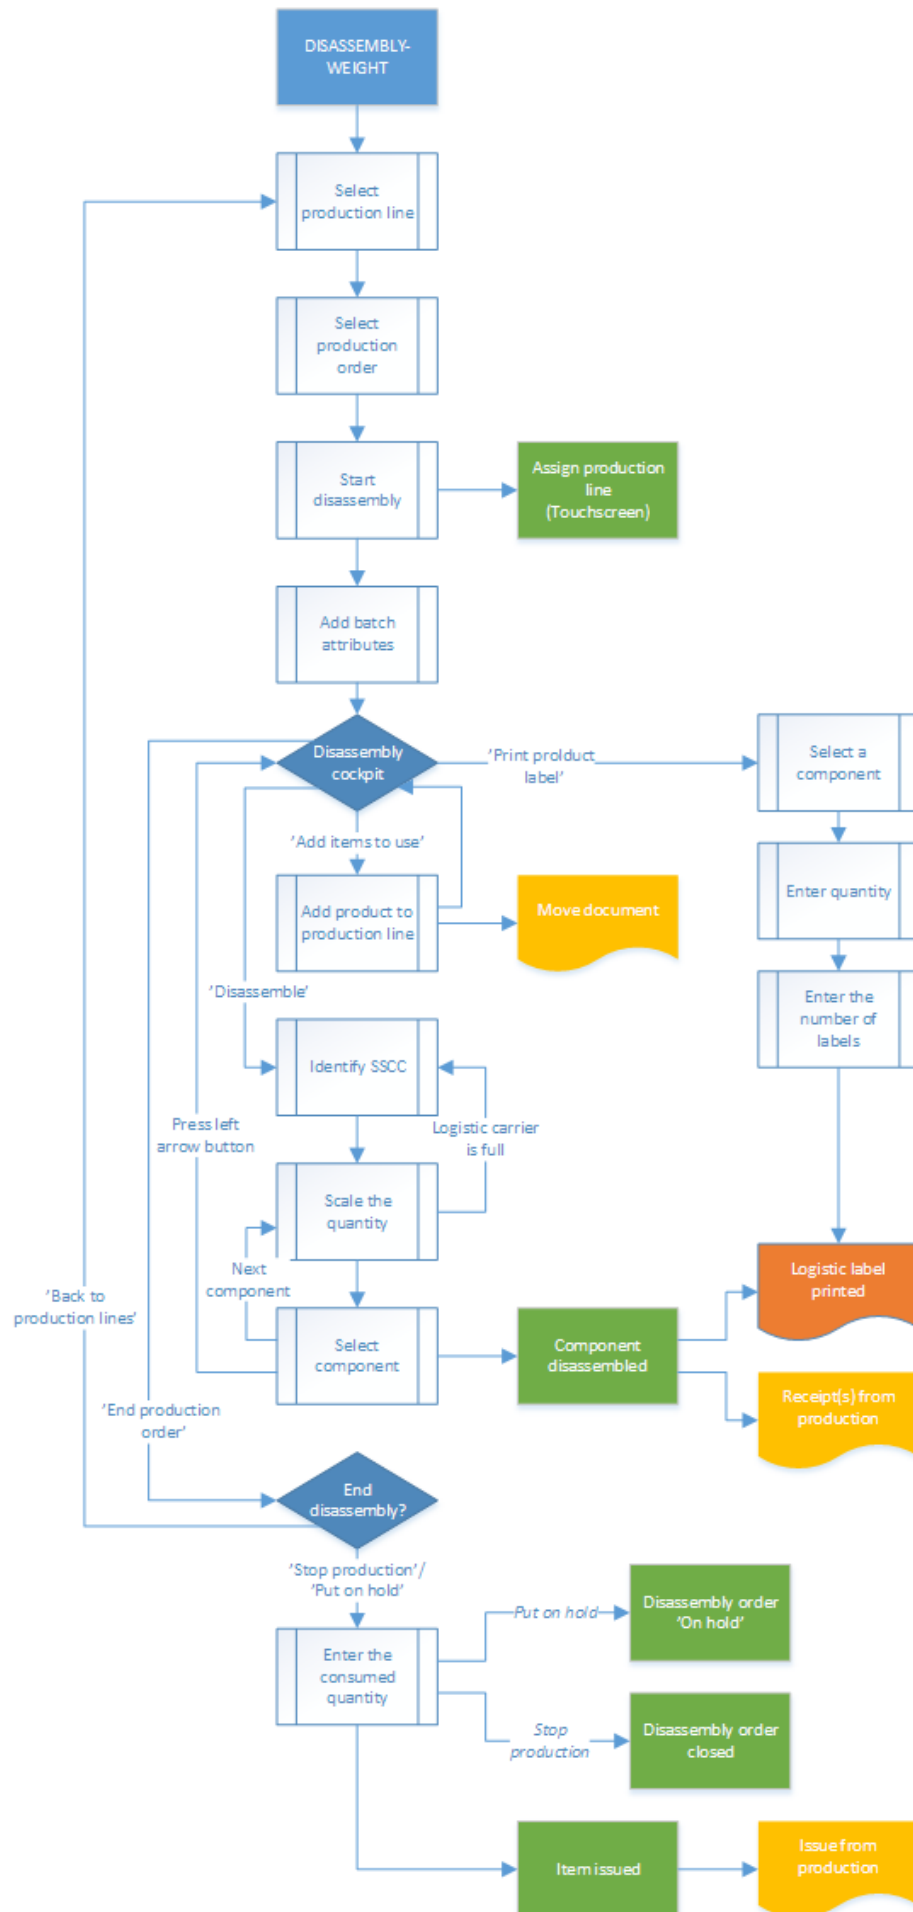 DISASSEMBLY-
WEIGHT
Select
production line
Select
production
order
Start
disassembly
Assign production
line
(Touchscreen)
Add batch
attributes
Disassembly
cockpit
'Print prolduct
label'
Select a
component
'Add items to use'
Enter quantity
Add product to
production line
Move document
'Disassemble'
Enter the
number of
labels
Identify SSCC
Press left
arrow button
Logistic carrier
is full
Scale the
quantity
Next
component
Logistic label
printed
'Back to
production lines'
Select
component
Component
disassembled
Receipt(s) from
production
'End production
order'
End
disassembly?
'Stop production'/
'Put on hold'
Put on hold
Disassembly order
'On hold'
Enter the
consumed
quantity
Stop
production
Disassembly order
closed
Item issued
Issue from
production